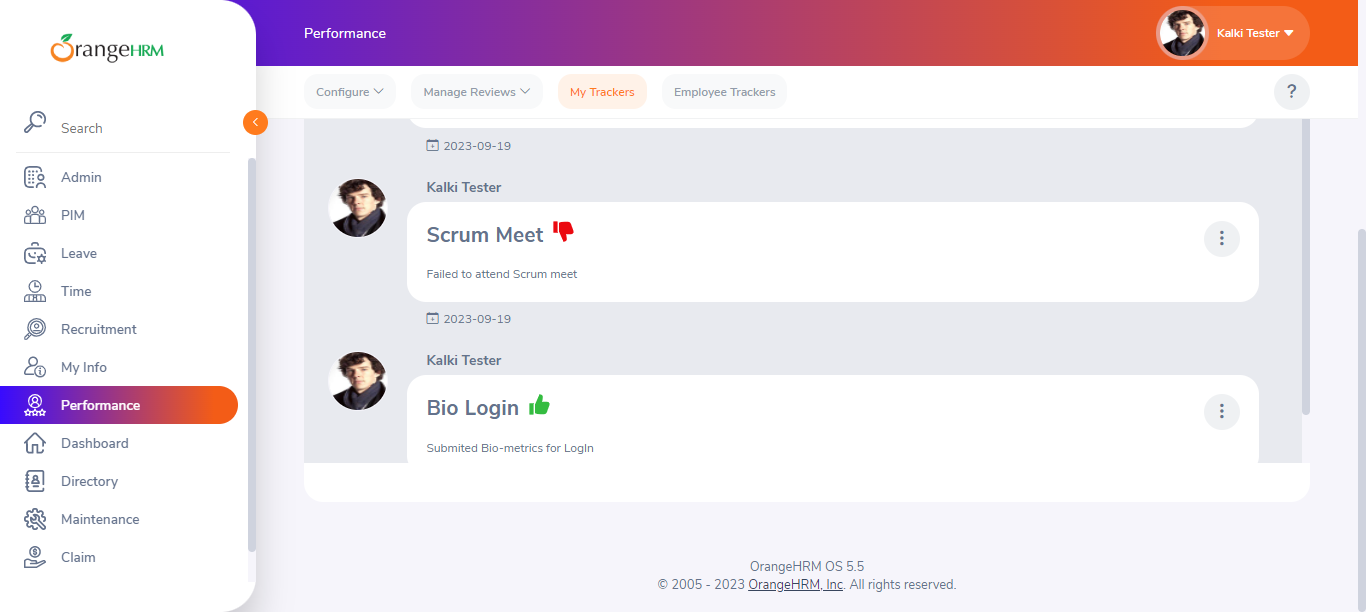 OrangeHRM
Performance
Kalki Tester
Configure
Manage Reviews
My Trackers
Employee Trackers
?
Search
Admin
PIM
Leave
Time
Recruitment
My Info
Performance
Dashboard
Directory
Maintenance
Claim
2023-09-19
Kalki Tester
Scrum Meet
Failed to attend Scrum meet
2023-09-19
Kalki Tester
Bio Login
Submited Bio-metrics for LogIn
OrangeHRM OS 5.5
© 2005 - 2023 OrangeHRM, Inc. All rights reserved.